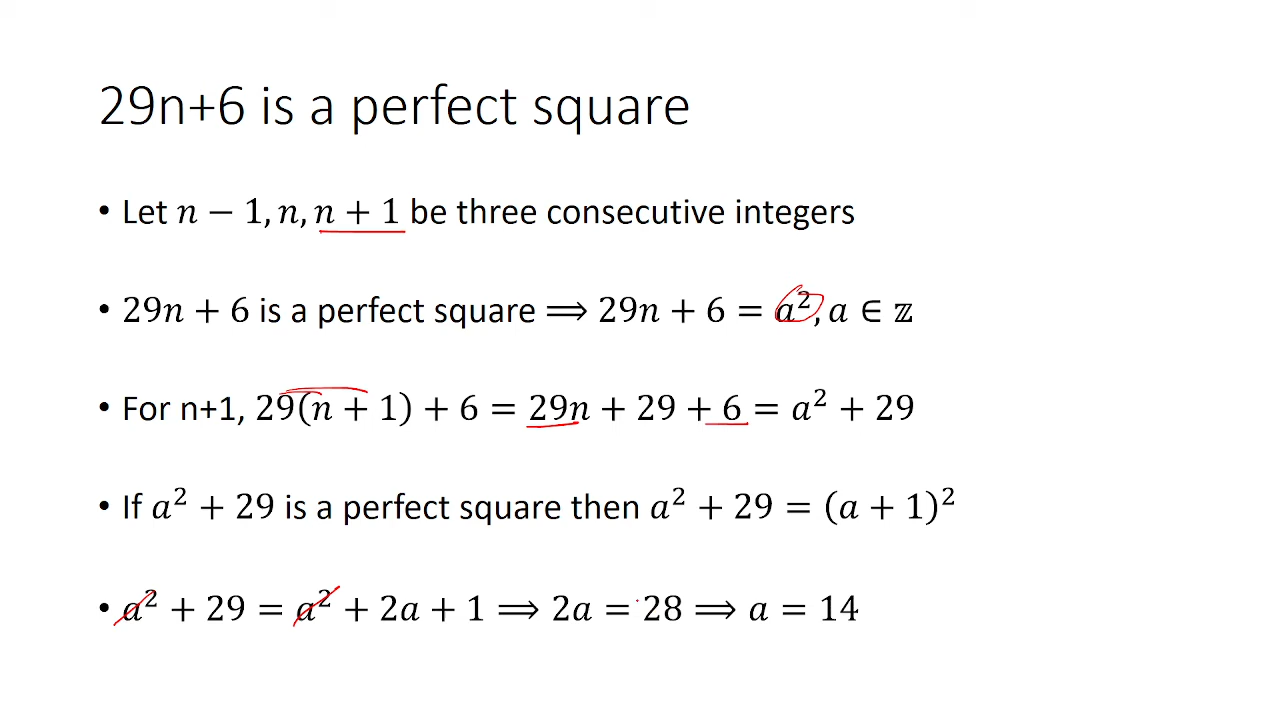 29n+6 is a perfect square
• Let 𝑛 − 1, 𝑛, 𝑛 + 1 be three consecutive integers
• 29𝑛 + 6 is a perfect square ⟹ 29𝑛 + 6 = 𝑎², 𝑎 ∈ ℤ
• For n+1, 29(𝑛 + 1) + 6 = 29𝑛 + 29 + 6 = 𝑎² + 29
• If 𝑎² + 29 is a perfect square then 𝑎² + 29 = (𝑎 + 1)²
• 𝑎² + 29 = 𝑎² + 2𝑎 + 1 ⟹ 2𝑎 = 28 ⟹ 𝑎 = 14